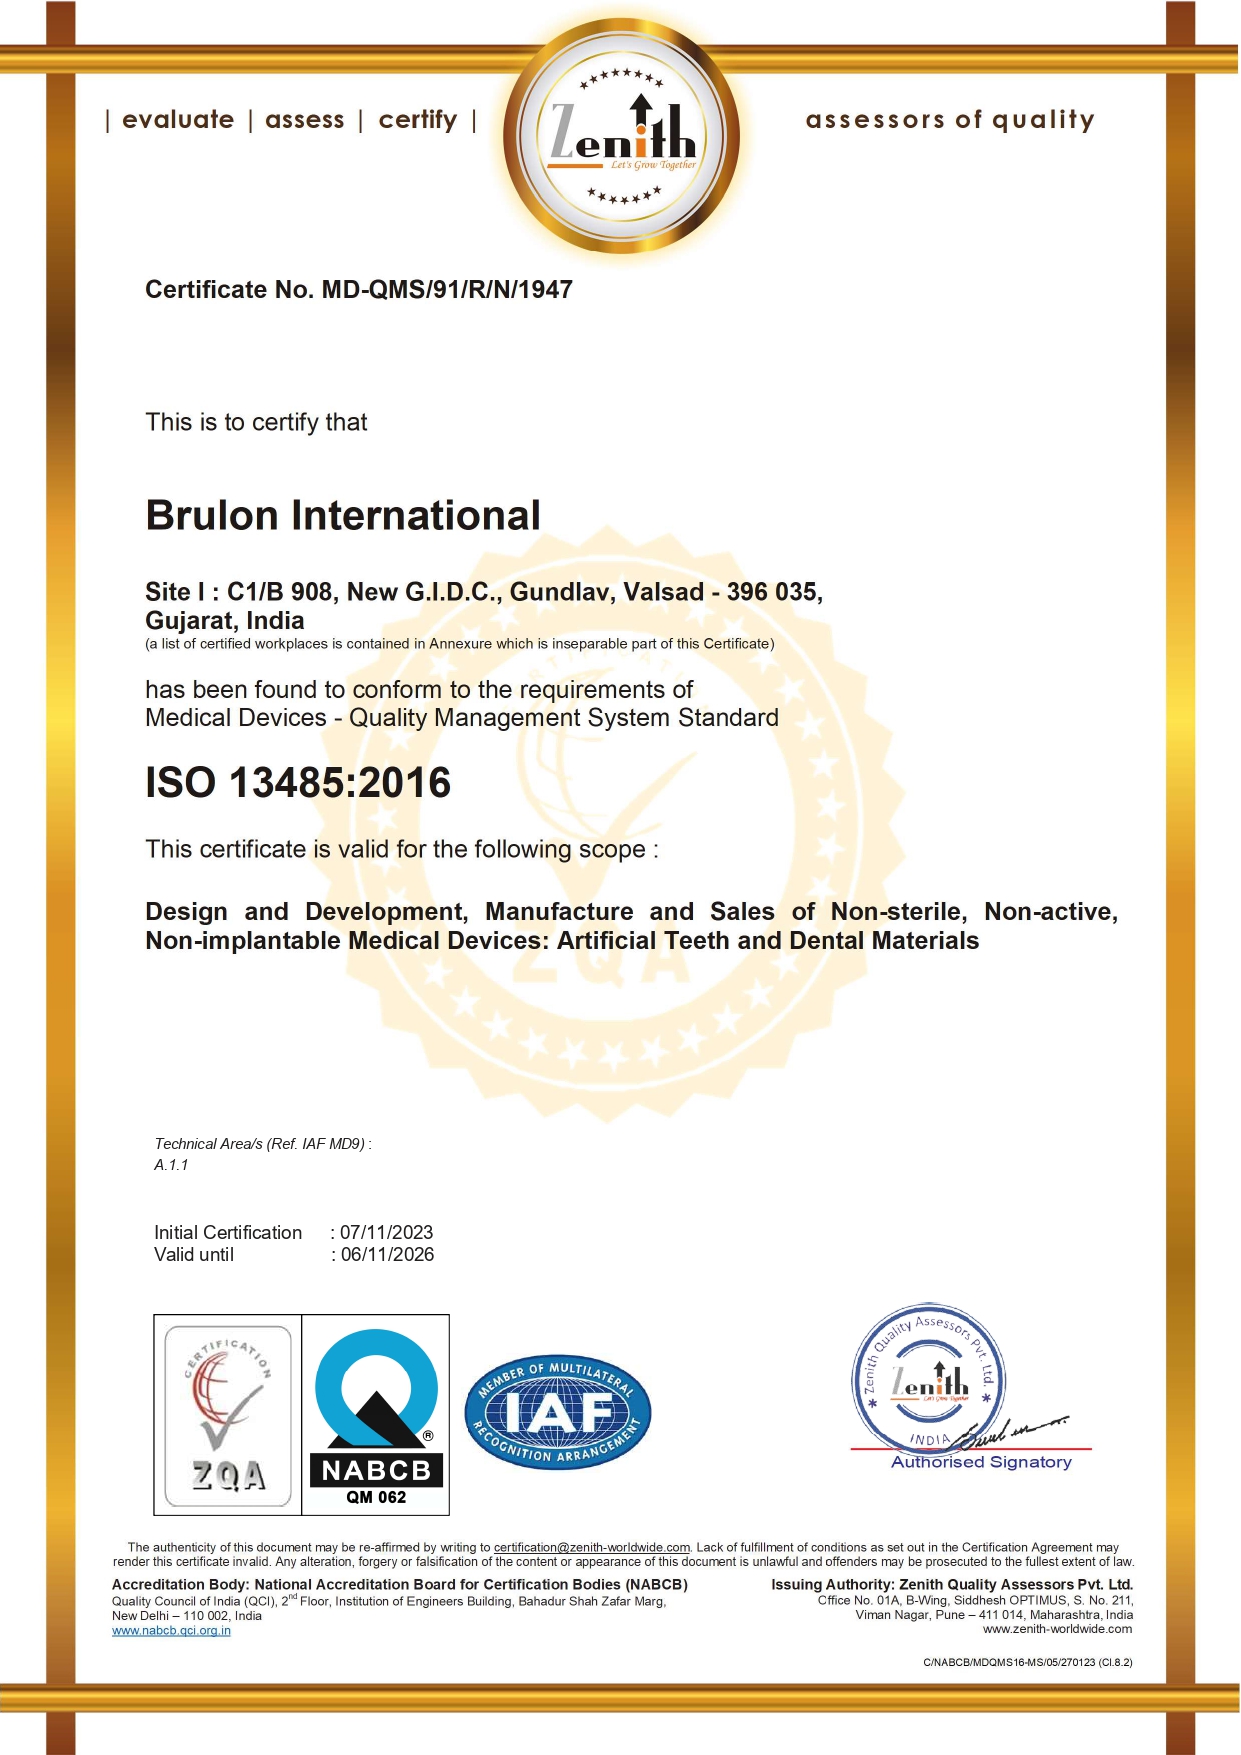 | evaluate | assess | certify |
Zenith
Let's Grow Together
assessors of quality
Certificate No. MD-QMS/91/R/N/1947
This is to certify that
Brulon International
Site I : C1/B 908, New G.I.D.C., Gundlav, Valsad - 396 035,
Gujarat, India
(a list of certified workplaces is contained in Annexure which is inseparable part of this Certificate)
has been found to conform to the requirements of
Medical Devices - Quality Management System Standard
ISO 13485:2016
This certificate is valid for the following scope :
Design and Development, Manufacture and Sales of Non-sterile, Non-active,
Non-implantable Medical Devices: Artificial Teeth and Dental Materials
ZQA
Technical Area/s (Ref. IAF MD9) :
A.1.1
Initial Certification : 07/11/2023
Valid until : 06/11/2026
CERTIFICATION
ZQA
®
NABCB
QM 062
MEMBER OF MULTILATERAL
IAF
RECOGNITION ARRANGEMENT
Zenith Quality Assessors Pvt. Ltd.
Zenith
Let's Grow Together
INDIA
Authorised Signatory
The authenticity of this document may be re-affirmed by writing to certification@zenith-worldwide.com. Lack of fulfillment of conditions as set out in the Certification Agreement may
render this certificate invalid. Any alteration, forgery or falsification of the content or appearance of this document is unlawful and offenders may be prosecuted to the fullest extent of law.
Accreditation Body: National Accreditation Board for Certification Bodies (NABCB)
Quality Council of India (QCI), 2nd Floor, Institution of Engineers Building, Bahadur Shah Zafar Marg,
New Delhi – 110 002, India
www.nabcb.qci.org.in
Issuing Authority: Zenith Quality Assessors Pvt. Ltd.
Office No. 01A, B-Wing, Siddhesh OPTIMUS, S. No. 211,
Viman Nagar, Pune – 411 014, Maharashtra, India
www.zenith-worldwide.com
C/NABCB/MDQMS16-MS/05/270123 (Cl.8.2)